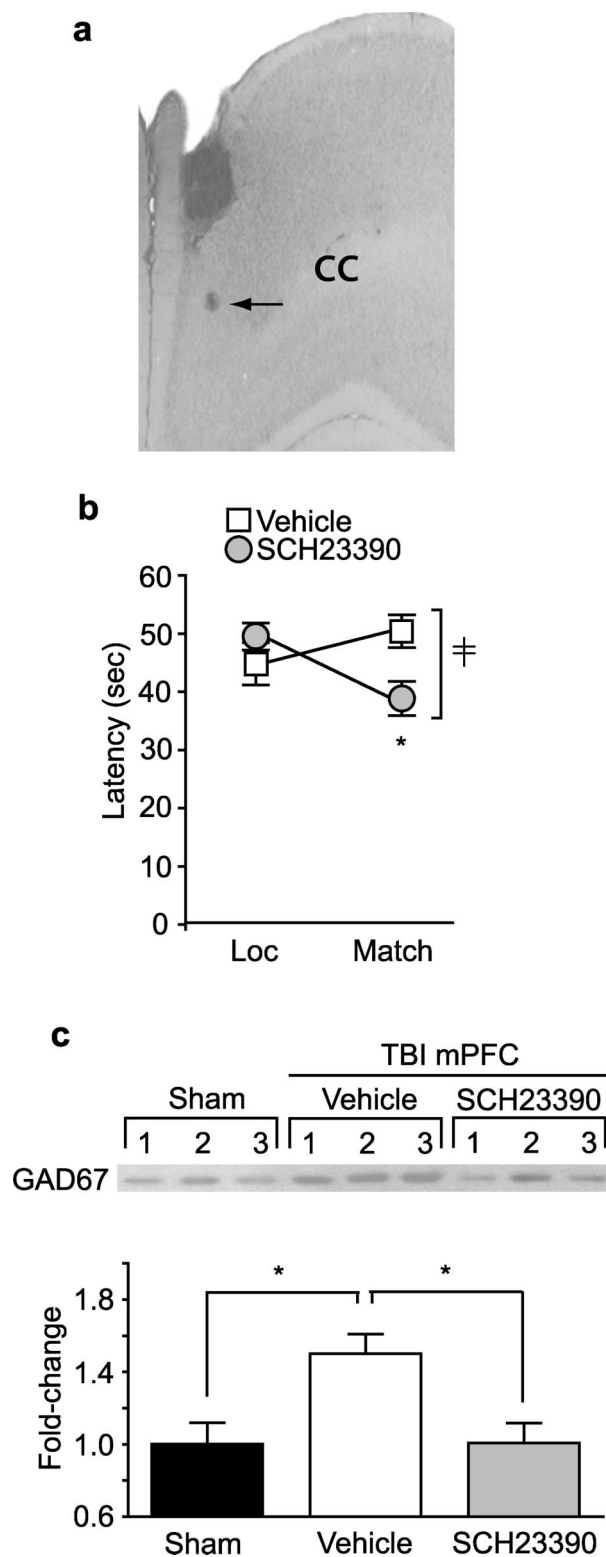 a
CC
b
Vehicle
SCH23390
60
50
40
30
20
10
0
Latency (sec)
ǂ
*
Loc Match
c
TBI mPFC
Sham Vehicle SCH23390
1 2 3 1 2 3 1 2 3
GAD67
* *
1.8
1.4
1.0
0.6
Fold-change
Sham Vehicle SCH23390